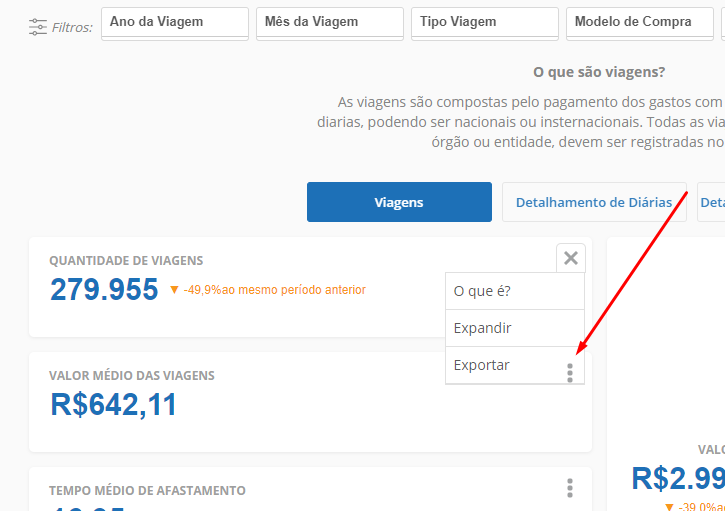 Filtros:
Ano da Viagem
Mês da Viagem
Tipo Viagem
Modelo de Compra
O que são viagens?
As viagens são compostas pelo pagamento dos gastos com
diarias, podendo ser nacionais ou insternacionais. Todas as via
órgão ou entidade, devem ser registradas no
Viagens
Detalhamento de Diárias
Deta
QUANTIDADE DE VIAGENS
279.955
▼ -49,9%ao mesmo período anterior
O que é?
Expandir
Exportar
VALOR MÉDIO DAS VIAGENS
R$642,11
VALO
R$2.99
▼ -39,0%ao
TEMPO MÉDIO DE AFASTAMENTO